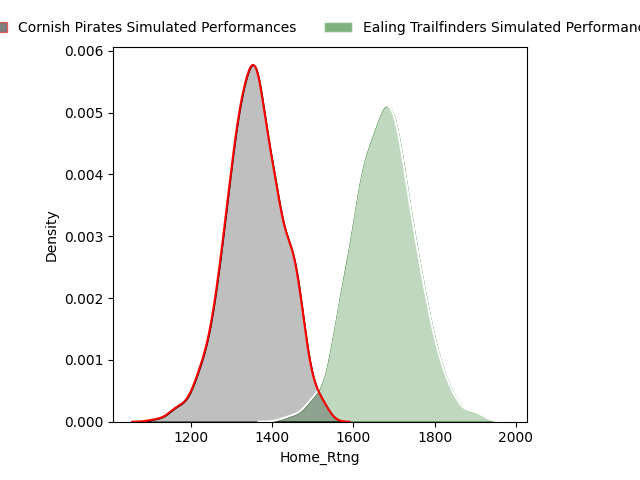 Cornish Pirates Simulated Performances Ealing Trailfinders Simulated
0.006
0.005
0.004
0.003
0.002
0.001
0.000
Density
1200 1400 1600 1800 2000
Home_Rtng